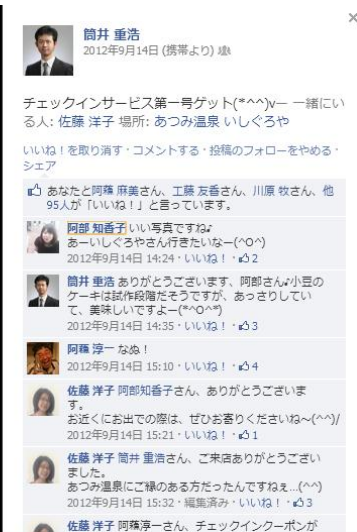 筒井 重浩
2012年9月14日 (携帯より)
チェックインサービス第一号ゲット(*^^)v― 一緒にい
る人: 佐藤 洋子 場所: あつみ温泉 いしぐろや
いいね！を取り消す・コメントする・投稿のフォローをやめる・
シェア
あなたと阿蘓 麻美さん、工藤 友香さん、川原 牧さん、他
95人が「いいね！」と言っています。
阿部 知香子 いい写真ですね♪
あーいしぐろやさん行きたいなー(^O^)
2012年9月14日 14:24・いいね！・2
筒井 重浩 ありがとうございます、阿部さん♪小豆の
ケーキは試作段階だそうですが、あっさりしてい
て、美味しいですよー(*^O^*)
2012年9月14日 14:35・いいね！・3
阿蘓 淳一 なぬ！
2012年9月14日 15:10・いいね！・4
佐藤 洋子 阿部知香子さん、ありがとうございま
す。
お近くにお出での際は、ぜひお寄りくださいね～(^^)/
2012年9月14日 15:21・いいね！・1
佐藤 洋子 筒井 重浩さん、ご来店ありがとうござい
ました。
あつみ温泉にご縁のある方だったんですねぇ…(^^)
2012年9月14日 15:32・編集済み・いいね！・3
佐藤 洋子 阿蘓淳一さん、チェックインクーポンが